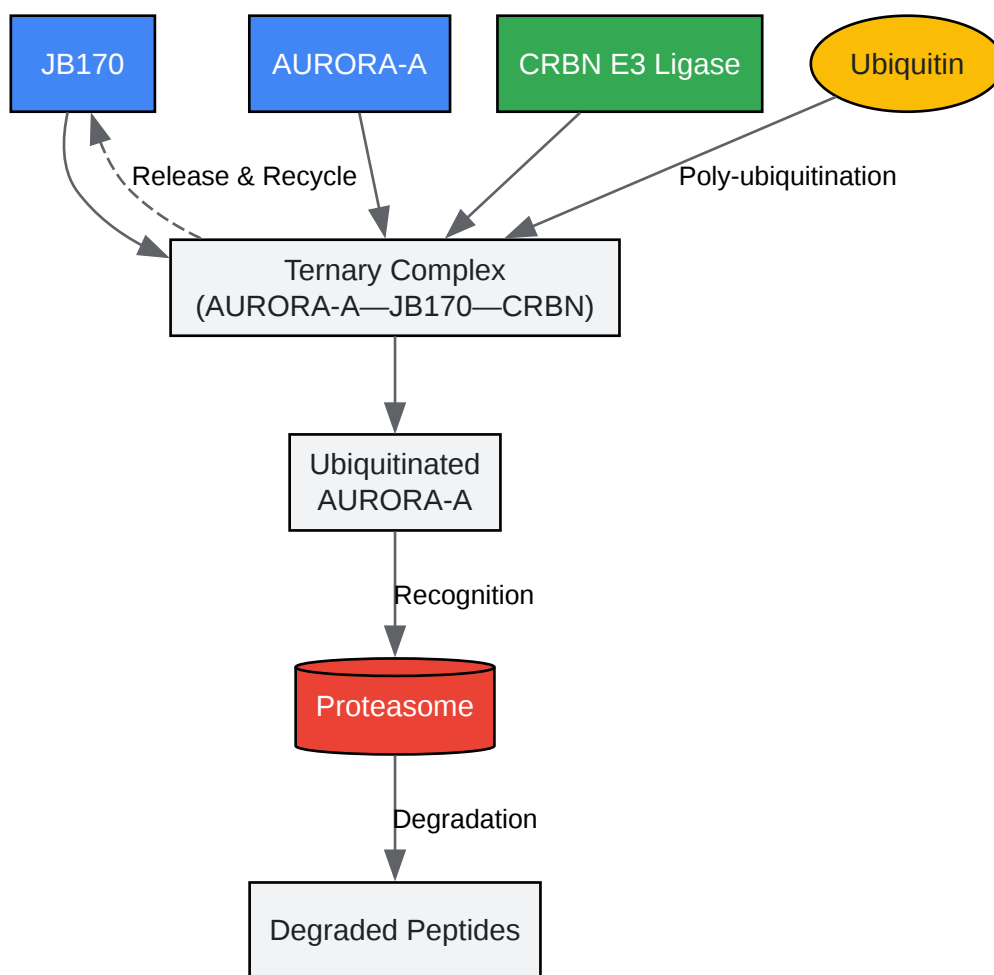 JB170
AURORA-A
CRBN E3 Ligase
Ubiquitin
Release & Recycle
Poly-ubiquitination
Ternary Complex
(AURORA-A—JB170—CRBN)
Ubiquitinated
AURORA-A
Recognition
Proteasome
Degradation
Degraded Peptides